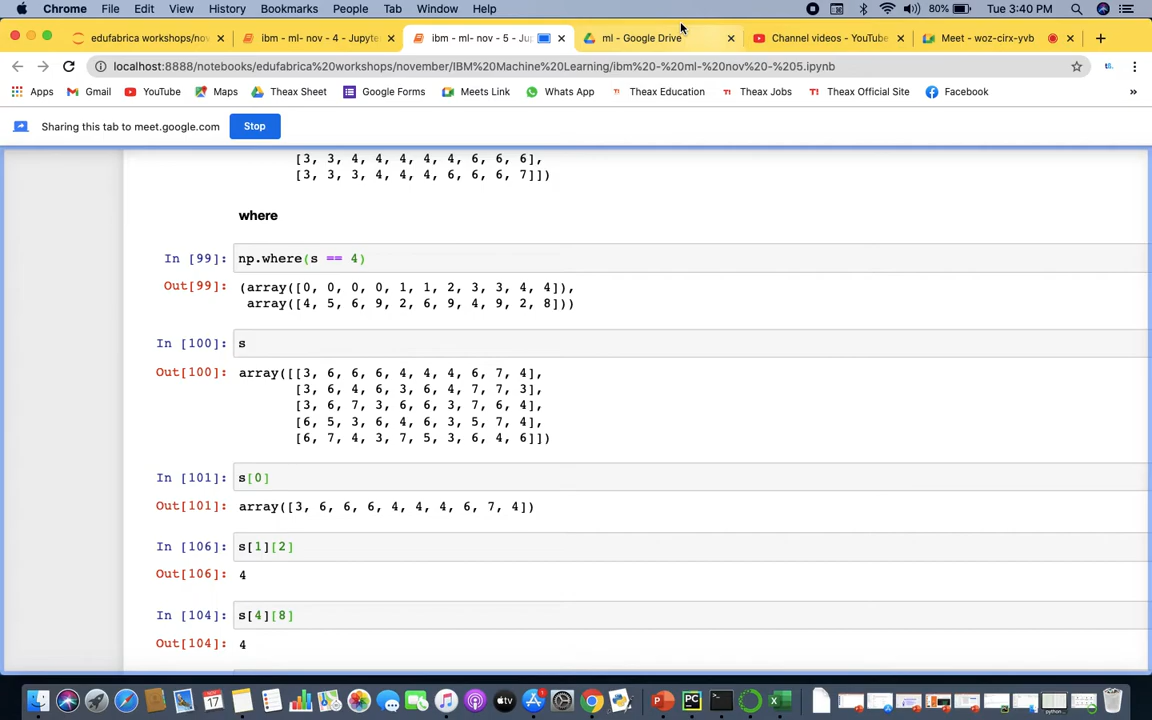 Chrome File Edit View History Bookmarks People Tab Window Help 80% Tue 3:40 PM
edufabrica workshops/nov ibm - ml- nov - 4 - Jupyte ibm - ml- nov - 5 - Ju ml - Google Drive Channel videos - YouTube Meet - woz-cirx-yvb
localhost:8888/notebooks/edufabrica%20workshops/november/IBM%20Machine%20Learning/ibm%20-%20ml-%20nov%20-%205.ipynb
Apps Gmail YouTube Maps Theax Sheet Google Forms Meets Link Whats App Theax Education Theax Jobs Theax Official Site Facebook »
Sharing this tab to meet.google.com Stop
[3, 3, 4, 4, 4, 4, 4, 6, 6, 6],
[3, 3, 3, 4, 4, 4, 6, 6, 6, 7]])
where
In [99]: np.where(s == 4)
Out[99]: (array([0, 0, 0, 0, 1, 1, 2, 3, 3, 4, 4]),
array([4, 5, 6, 9, 2, 6, 9, 4, 9, 2, 8]))
In [100]: s
Out[100]: array([[3, 6, 6, 6, 4, 4, 4, 6, 7, 4],
[3, 6, 4, 6, 3, 6, 4, 7, 7, 3],
[3, 6, 7, 3, 6, 6, 3, 7, 6, 4],
[6, 5, 3, 6, 4, 6, 3, 5, 7, 4],
[6, 7, 4, 3, 7, 5, 3, 6, 4, 6]])
In [101]: s[0]
Out[101]: array([3, 6, 6, 6, 4, 4, 4, 6, 7, 4])
In [106]: s[1][2]
Out[106]: 4
In [104]: s[4][8]
Out[104]: 4